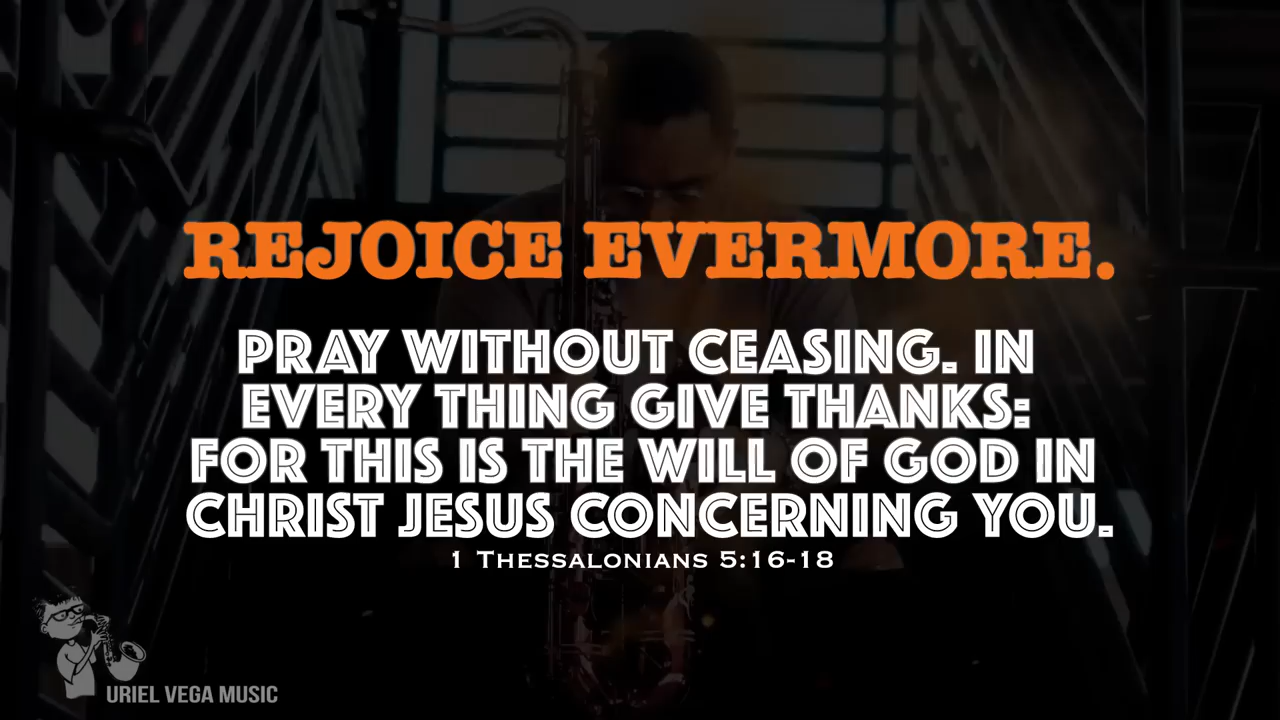 REJOICE EVERMORE.
PRAY WITHOUT CEASING. IN
EVERY THING GIVE THANKS:
FOR THIS IS THE WILL OF GOD IN
CHRIST JESUS CONCERNING YOU.
1 THESSALONIANS 5:16-18
URIEL VEGA MUSIC